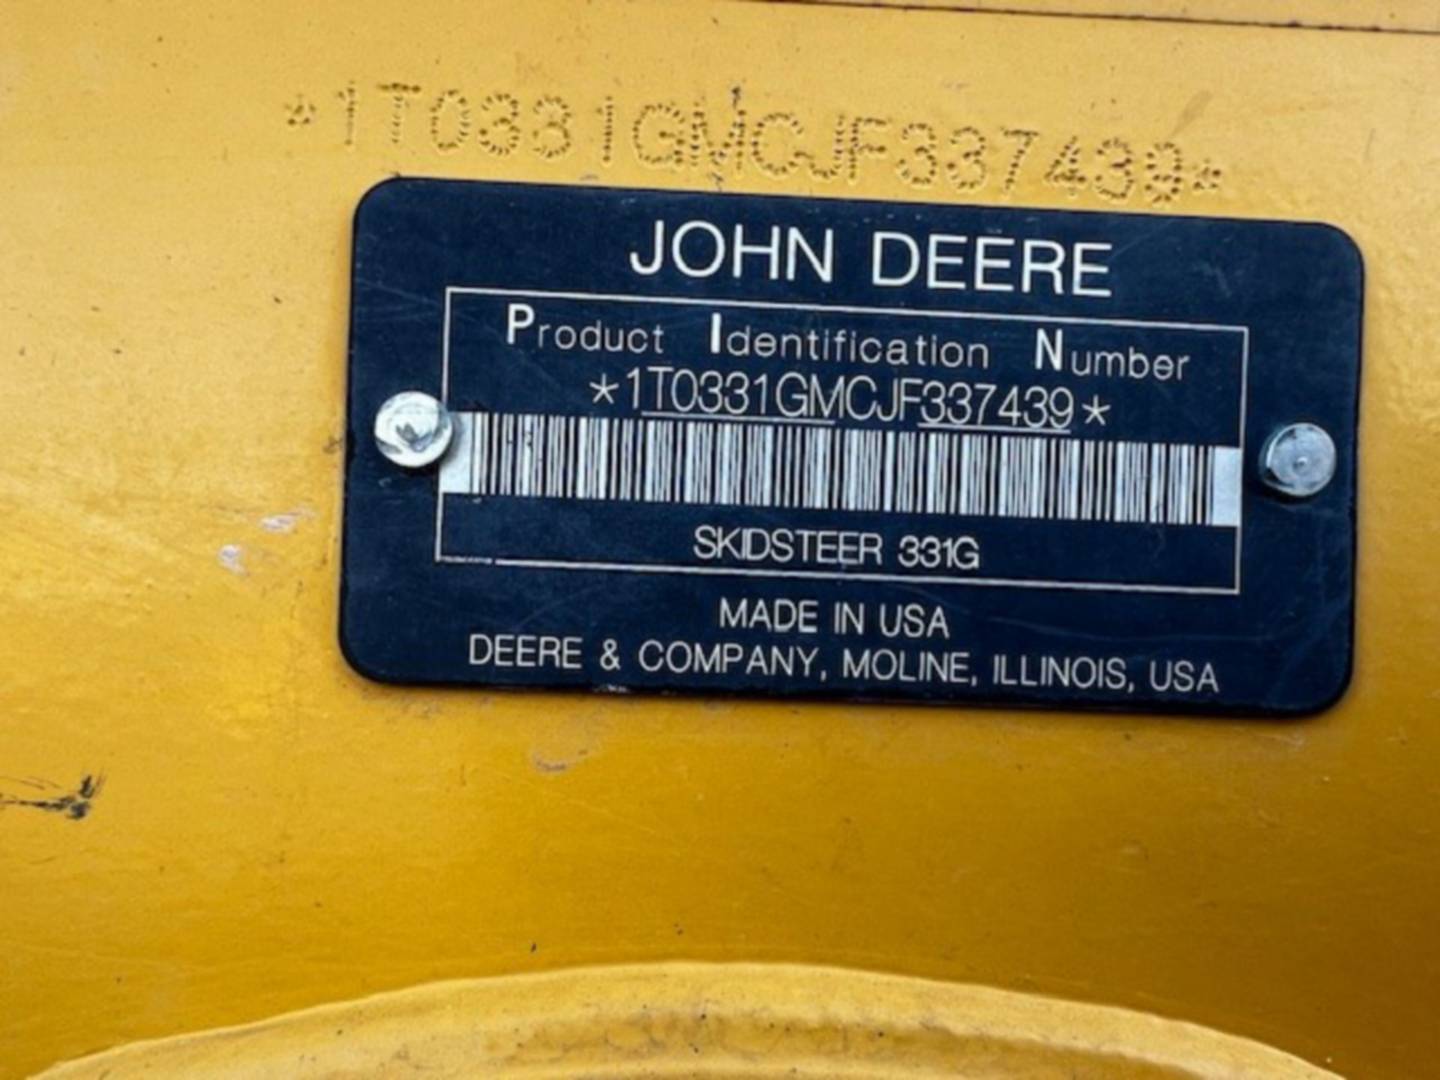 *1T0331GMCJF337439*
JOHN DEERE
Product Identification Number
*1T0331GMCJF337439*
SKIDSTEER 331G
MADE IN USA
DEERE & COMPANY, MOLINE, ILLINOIS, USA